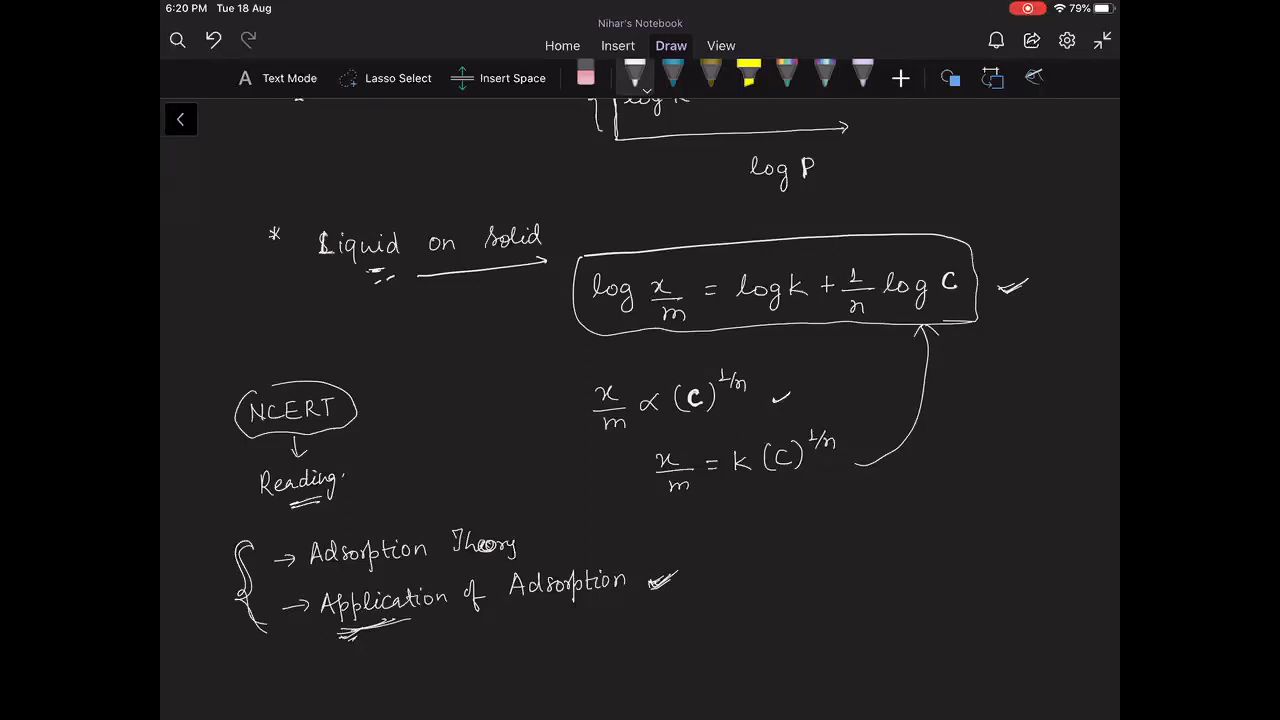 6:20 PM Tue 18 Aug
79%
Nihar's Notebook
Home Insert Draw View
Text Mode Lasso Select Insert Space
log k
log P
* Liquid on solid
log x/m = log k + 1/n log C
x/m ∝ (C)^1/n
NCERT
x/m = k (C)^1/n
Reading.
→ Adsorption Theory
→ Application of Adsorption